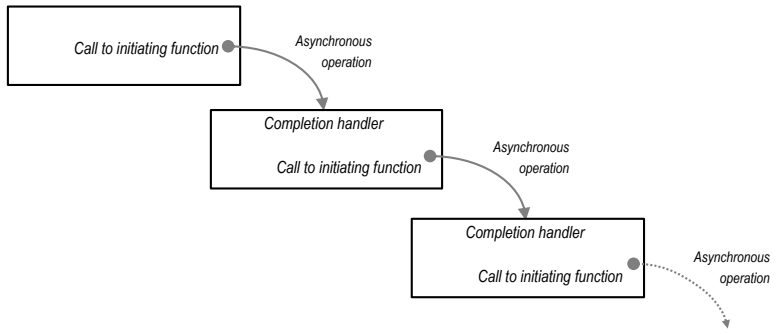 Call to initiating function
Asynchronous
operation
Completion handler
Call to initiating function
Asynchronous
operation
Completion handler
Call to initiating function
Asynchronous
operation